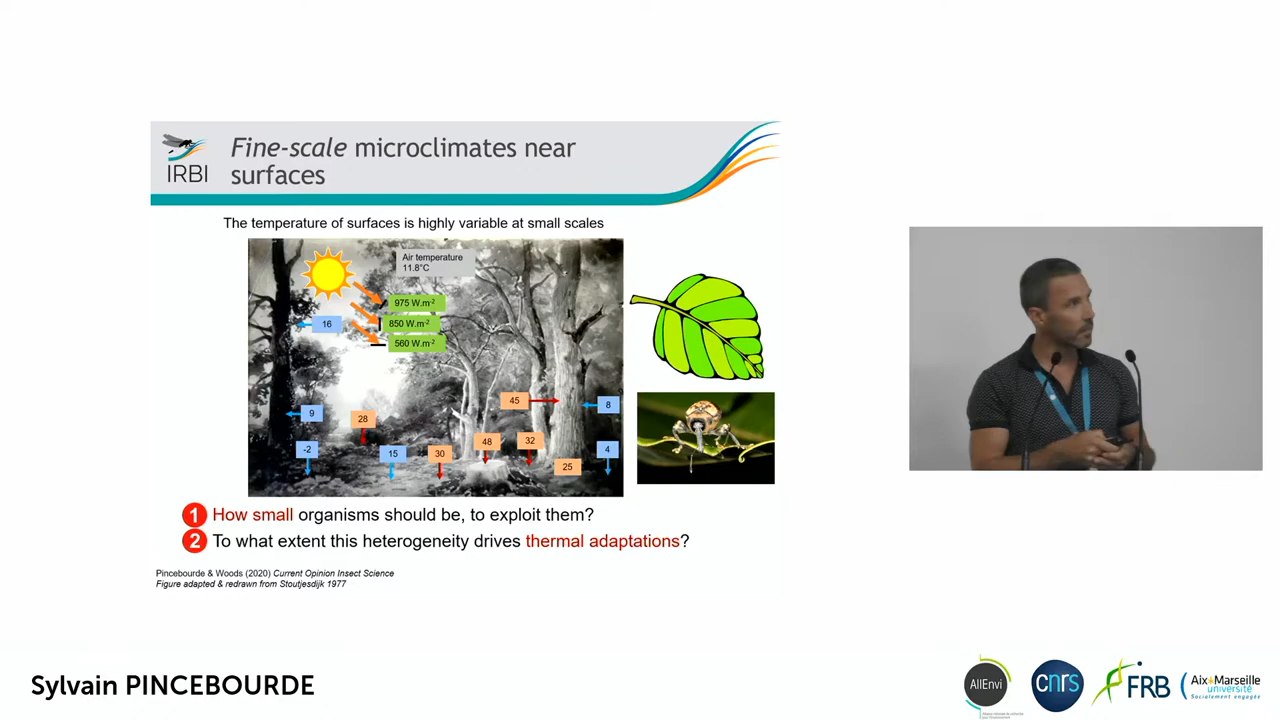 IRBI
Fine-scale microclimates near
surfaces
The temperature of surfaces is highly variable at small scales
Air temperature
11.8°C
975 W.m-2
850 W.m-2
560 W.m-2
16
45
8
9
28
-2
15
30
48
32
25
4
1 How small organisms should be, to exploit them?
2 To what extent this heterogeneity drives thermal adaptations?
Pincebourde & Woods (2020) Current Opinion Insect Science
Figure adapted & redrawn from Stoutjesdijk 1977
Sylvain PINCEBOURDE
AllEnvi
cnrs
FRB
Aix+Marseille
université
Socialement engagée